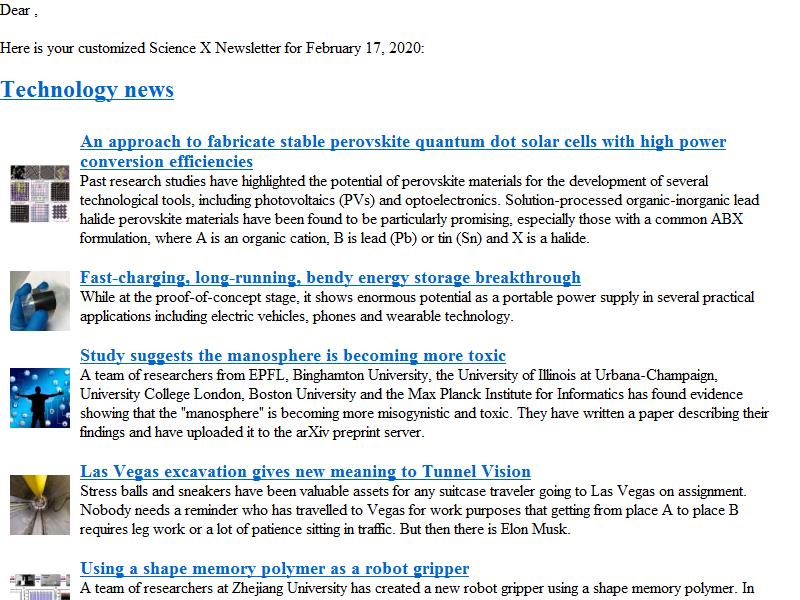 Dear ,
Here is your customized Science X Newsletter for February 17, 2020:
Technology news
An approach to fabricate stable perovskite quantum dot solar cells with high power
conversion efficiencies
Past research studies have highlighted the potential of perovskite materials for the development of several
technological tools, including photovoltaics (PVs) and optoelectronics. Solution-processed organic-inorganic lead
halide perovskite materials have been found to be particularly promising, especially those with a common ABX
formulation, where A is an organic cation, B is lead (Pb) or tin (Sn) and X is a halide.
Fast-charging, long-running, bendy energy storage breakthrough
While at the proof-of-concept stage, it shows enormous potential as a portable power supply in several practical
applications including electric vehicles, phones and wearable technology.
Study suggests the manosphere is becoming more toxic
A team of researchers from EPFL, Binghamton University, the University of Illinois at Urbana-Champaign,
University College London, Boston University and the Max Planck Institute for Informatics has found evidence
showing that the "manosphere" is becoming more misogynistic and toxic. They have written a paper describing their
findings and have uploaded it to the arXiv preprint server.
Las Vegas excavation gives new meaning to Tunnel Vision
Stress balls and sneakers have been valuable assets for any suitcase traveler going to Las Vegas on assignment.
Nobody needs a reminder who has travelled to Vegas for work purposes that getting from place A to place B
requires leg work or a lot of patience sitting in traffic. But then there is Elon Musk.
Using a shape memory polymer as a robot gripper
A team of researchers at Zhejiang University has created a new robot gripper using a shape memory polymer. In